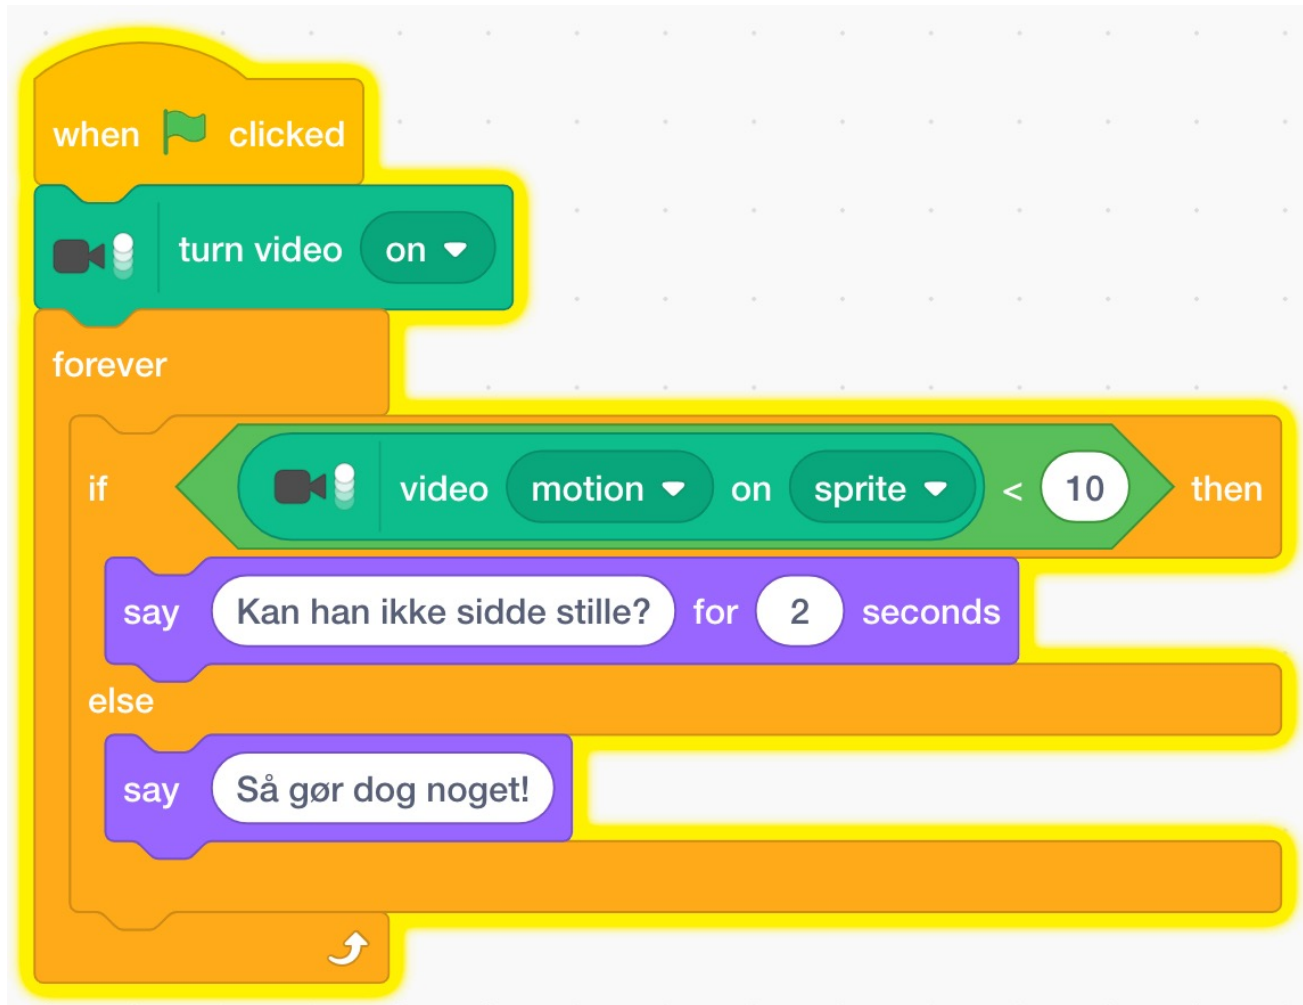 when clicked
turn video on
forever
if video motion on sprite < 10 then
say Kan han ikke sidde stille? for 2 seconds
else
say Så gør dog noget!